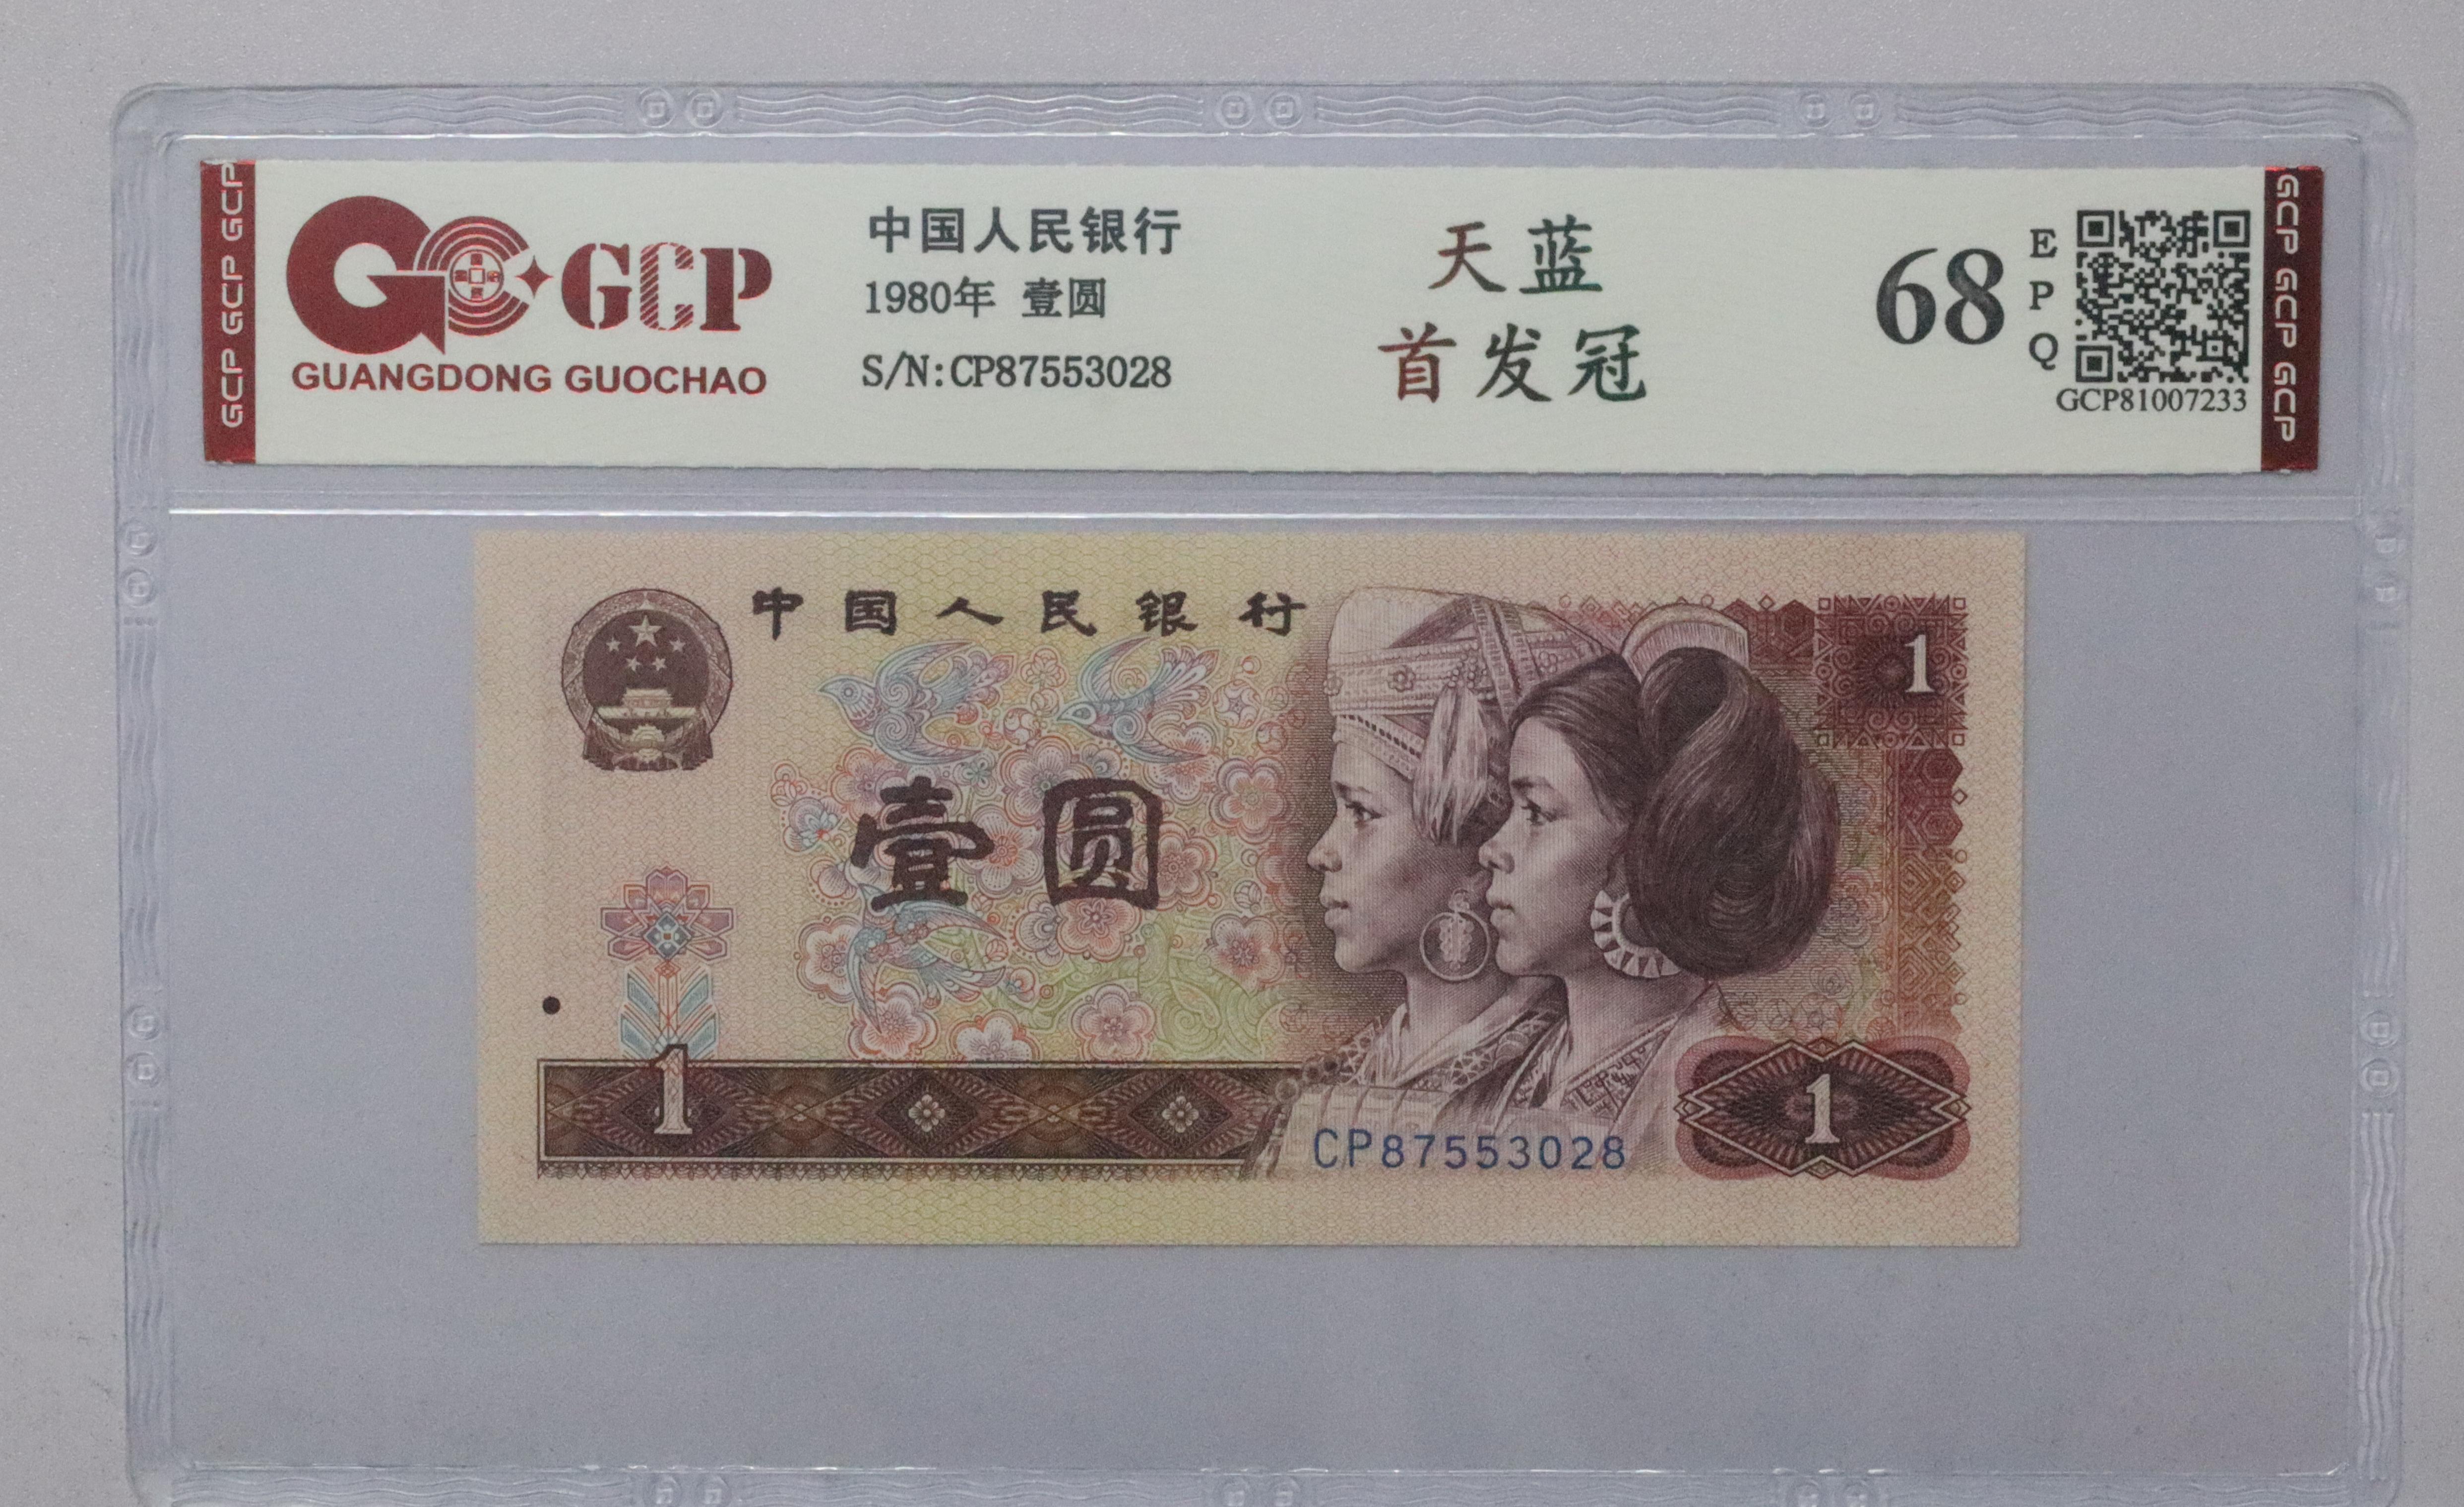 GCP GCP GCP
GCP
GUANGDONG GUOCHAO
中国人民银行
1980年 壹圆
S/N:CP87553028
天蓝
首发冠
68
EPQ
GCP81007233
GCP GCP GCP
中国人民银行
1
壹圆
1
1
CP87553028